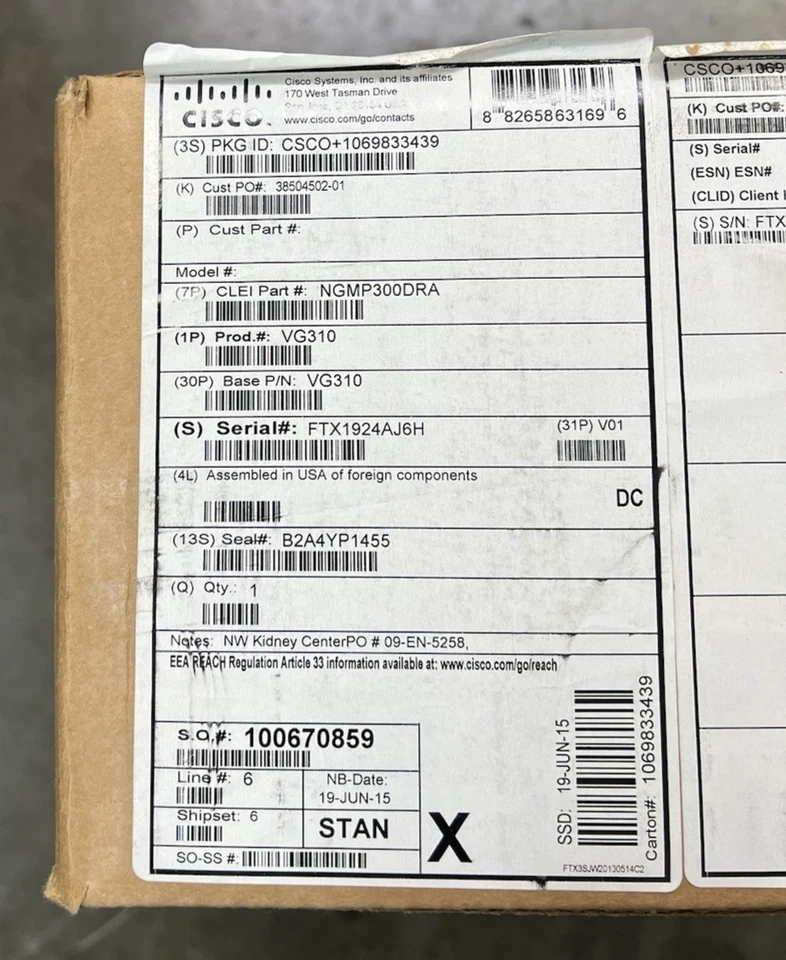 CISCO.
Cisco Systems, Inc. and its affiliates
170 West Tasman Drive
www.cisco.com/go/contacts
8 8265863169 6
(3S) PKG ID: CSCO+1069833439
(K) Cust PO#: 38504502-01
(P) Cust Part #:
Model #:
(7P) CLEI Part #: NGMP300DRA
(1P) Prod.#: VG310
(30P) Base P/N: VG310
(S) Serial#: FTX1924AJ6H
(31P) V01
(4L) Assembled in USA of foreign components
DC
(13S) Seal#: B2A4YP1455
(Q) Qty.: 1
Notes: NW Kidney CenterPO # 09-EN-5258,
EEA REACH Regulation Article 33 information available at: www.cisco.com/go/reach
S.O.#: 100670859
Line #: 6
NB-Date:
19-JUN-15
Shipset: 6
STAN
SO-SS #:
X
SSD: 19-JUN-15
Carton#: 1069833439
FTX3SJW20130514C2
CSCO+1069
(K) Cust PO#:
(S) Serial#
(ESN) ESN#
(CLID) Client
(S) S/N: FTX